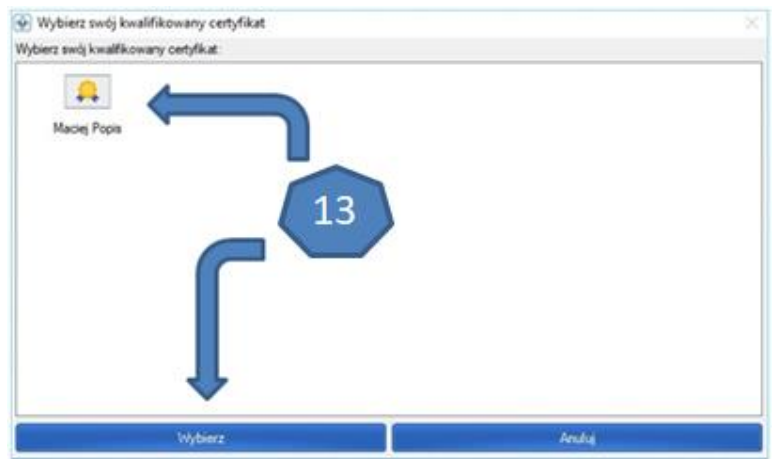 Wybierz swój kwalifikowany certyfikat
Wybierz swój kwalifikowany certyfikat:
Maciej Popis
13
Wybierz
Anuluj